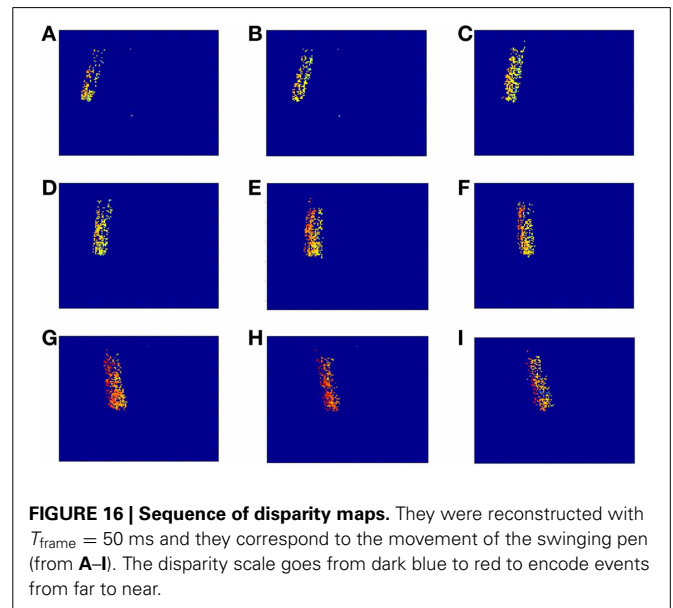 A B C
D E F
G H I
FIGURE 16 | Sequence of disparity maps. They were reconstructed with
T_frame = 50 ms and they correspond to the movement of the swinging pen
(from A–I). The disparity scale goes from dark blue to red to encode events
from far to near.